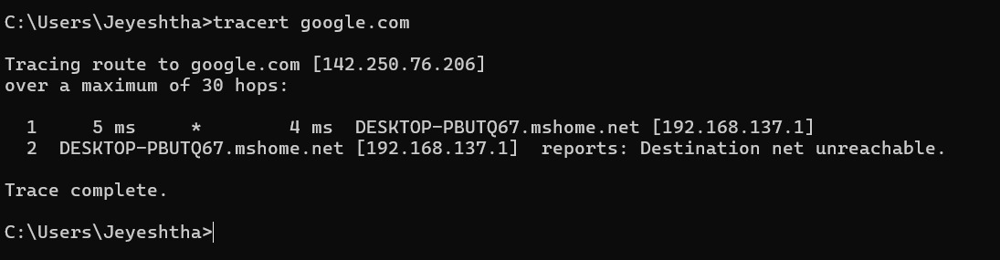 C:\Users\Jeyeshtha>tracert google.com
Tracing route to google.com [142.250.76.206]
over a maximum of 30 hops:
1 5 ms * 4 ms DESKTOP-PBUTQ67.mshome.net [192.168.137.1]
2 DESKTOP-PBUTQ67.mshome.net [192.168.137.1] reports: Destination net unreachable.
Trace complete.
C:\Users\Jeyeshtha>